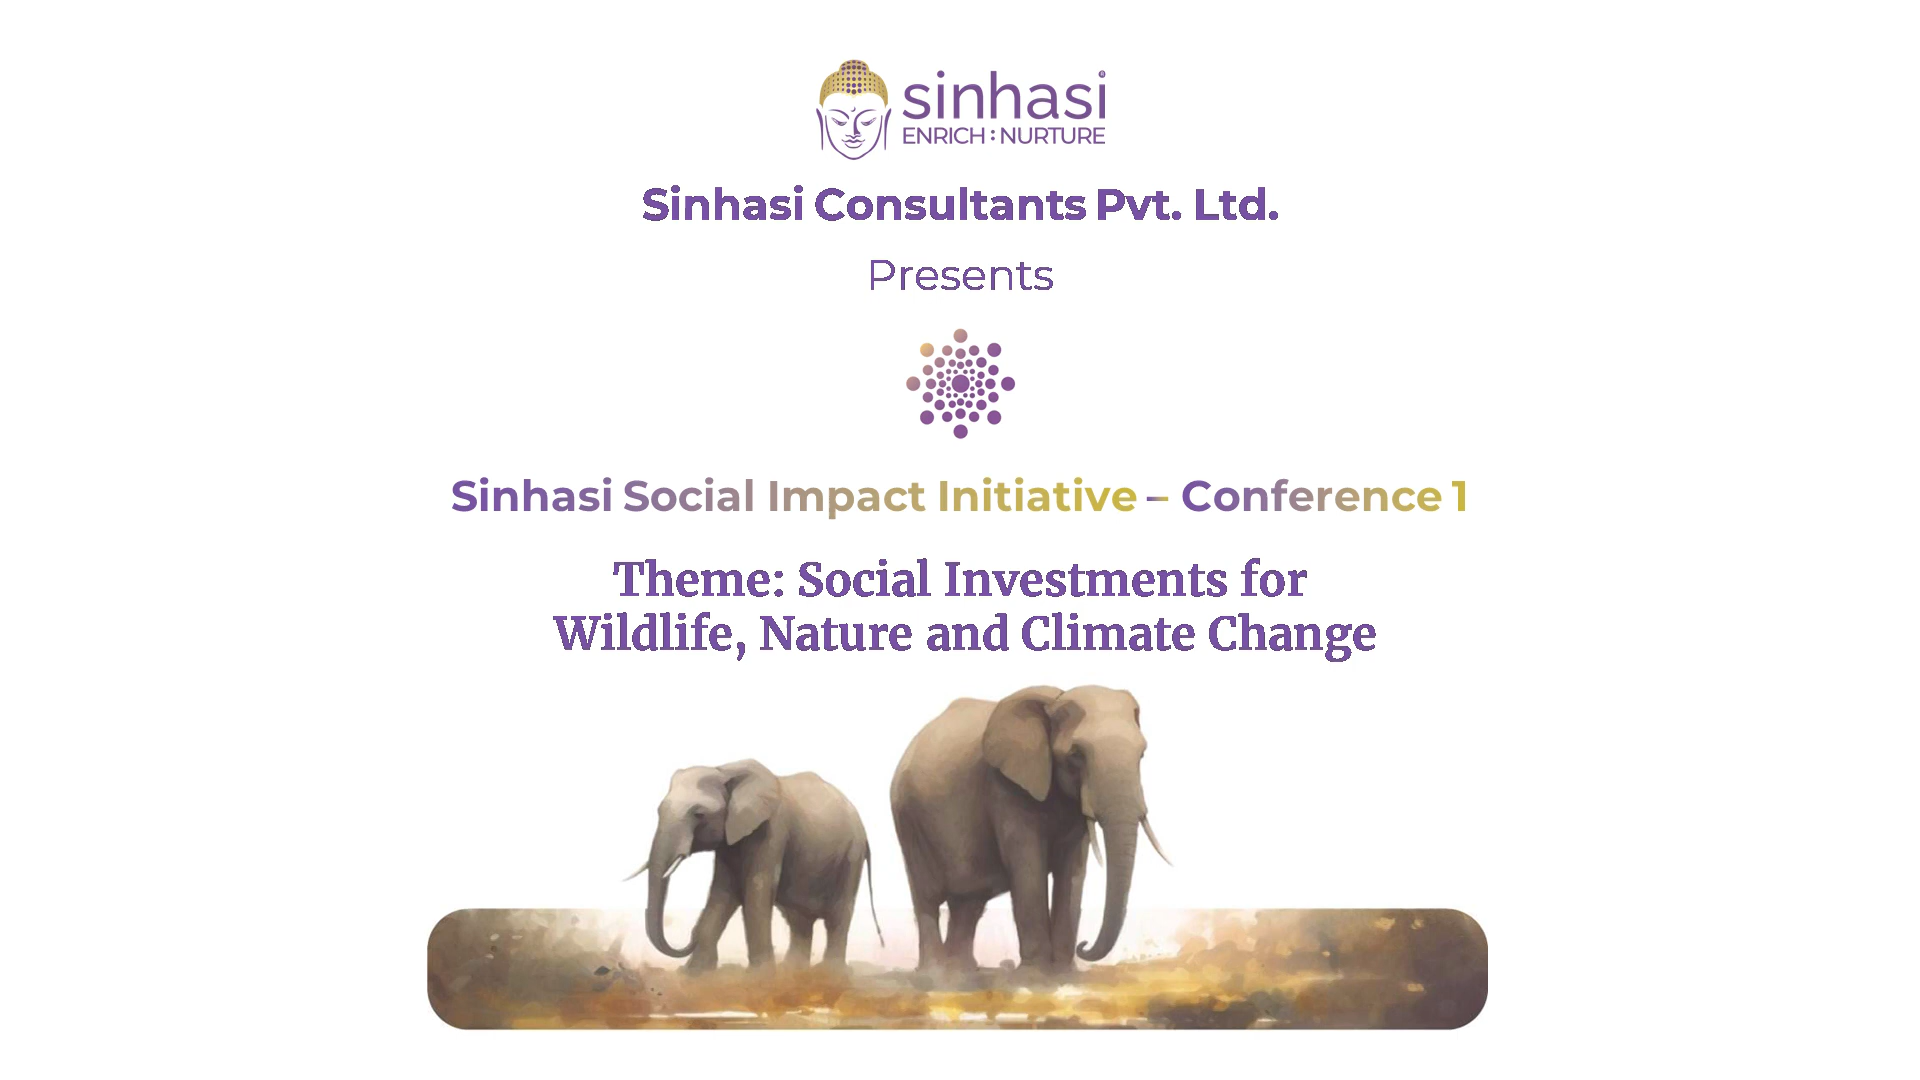 sinhasi
ENRICH : NURTURE
Sinhasi Consultants Pvt. Ltd.
Presents
Sinhasi Social Impact Initiative – Conference 1
Theme: Social Investments for
Wildlife, Nature and Climate Change